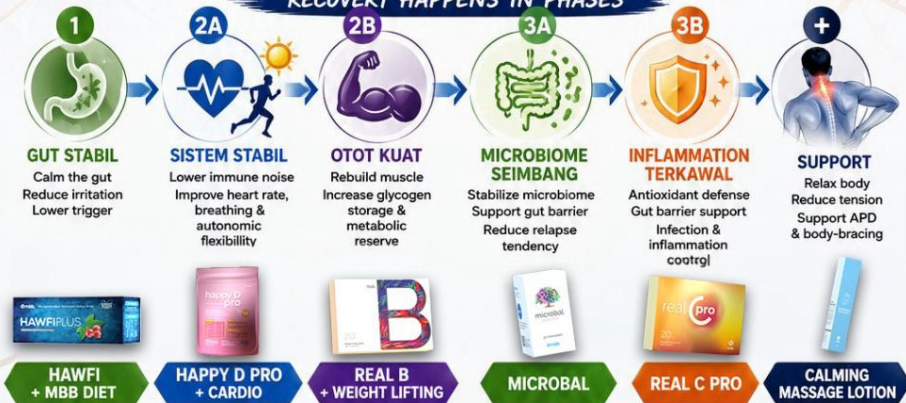 RECOVERY HAPPENS IN PHASES
1
GUT STABIL
Calm the gut
Reduce irritation
Lower trigger
2A
SISTEM STABIL
Lower immune noise
Improve heart rate,
breathing &
autonomic
flexibillity
2B
OTOT KUAT
Rebuild muscle
Increase glycogen
storage &
metabolic
reserve
3A
MICROBIOME
SEIMBANG
Stabilize microbiome
Support gut barrier
Reduce relapse
tendency
3B
INFLAMMATION
TERKAWAL
Antioxidant defense
Gut barrier support
Infection &
inflammation
control
+
SUPPORT
Relax body
Reduce tension
Support APD
& body-bracing
HAWFIPLUS
happy D
pro
B
20
microbal
real C pro
20
HAWFI
+ MBB DIET
HAPPY D PRO
+ CARDIO
REAL B
+ WEIGHT LIFTING
MICROBAL
REAL C PRO
CALMING
MASSAGE LOTION